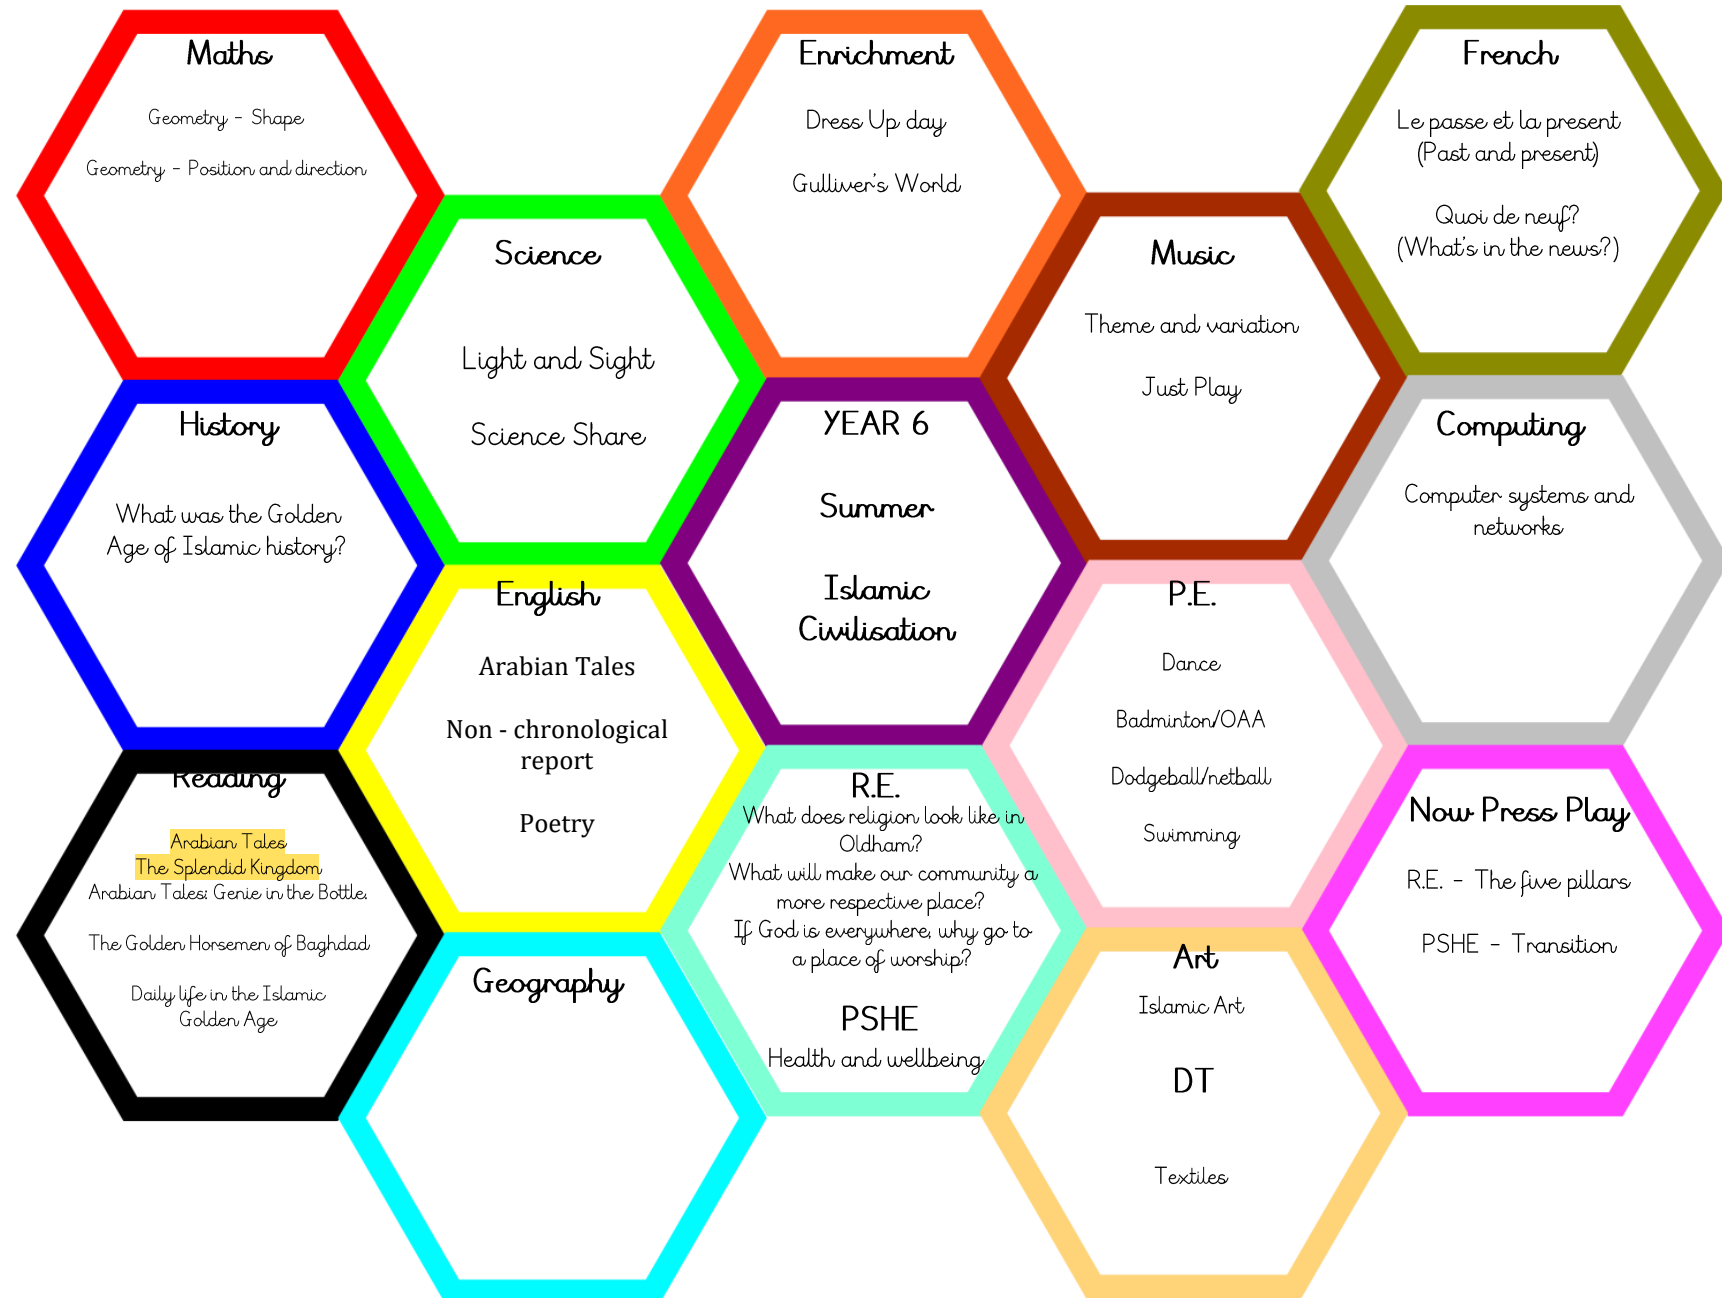 Maths
Geometry - Shape
Geometry - Position and direction
Enrichment
Dress Up day
Gulliver's World
French
Le passe et la present
(Past and present)
Quoi de neuf?
(What's in the news?)
Science
Light and Sight
Science Share
Music
Theme and variation
Just Play
History
What was the Golden
Age of Islamic history?
YEAR 6
Summer
Islamic
Civilisation
Computing
Computer systems and
networks
English
Arabian Tales
Non - chronological
report
Poetry
P.E.
Dance
Badminton/OAA
Dodgeball/netball
Swimming
Reading
Arabian Tales
The Splendid Kingdom
Arabian Tales: Genie in the Bottle.
The Golden Horsemen of Baghdad
Daily life in the Islamic
Golden Age
R.E.
What does religion look like in
Oldham?
What will make our community a
more respective place?
If God is everywhere, why go to
a place of worship?
PSHE
Health and wellbeing
Now Press Play
R.E. - The five pillars
PSHE - Transition
Geography
Art
Islamic Art
DT
Textiles